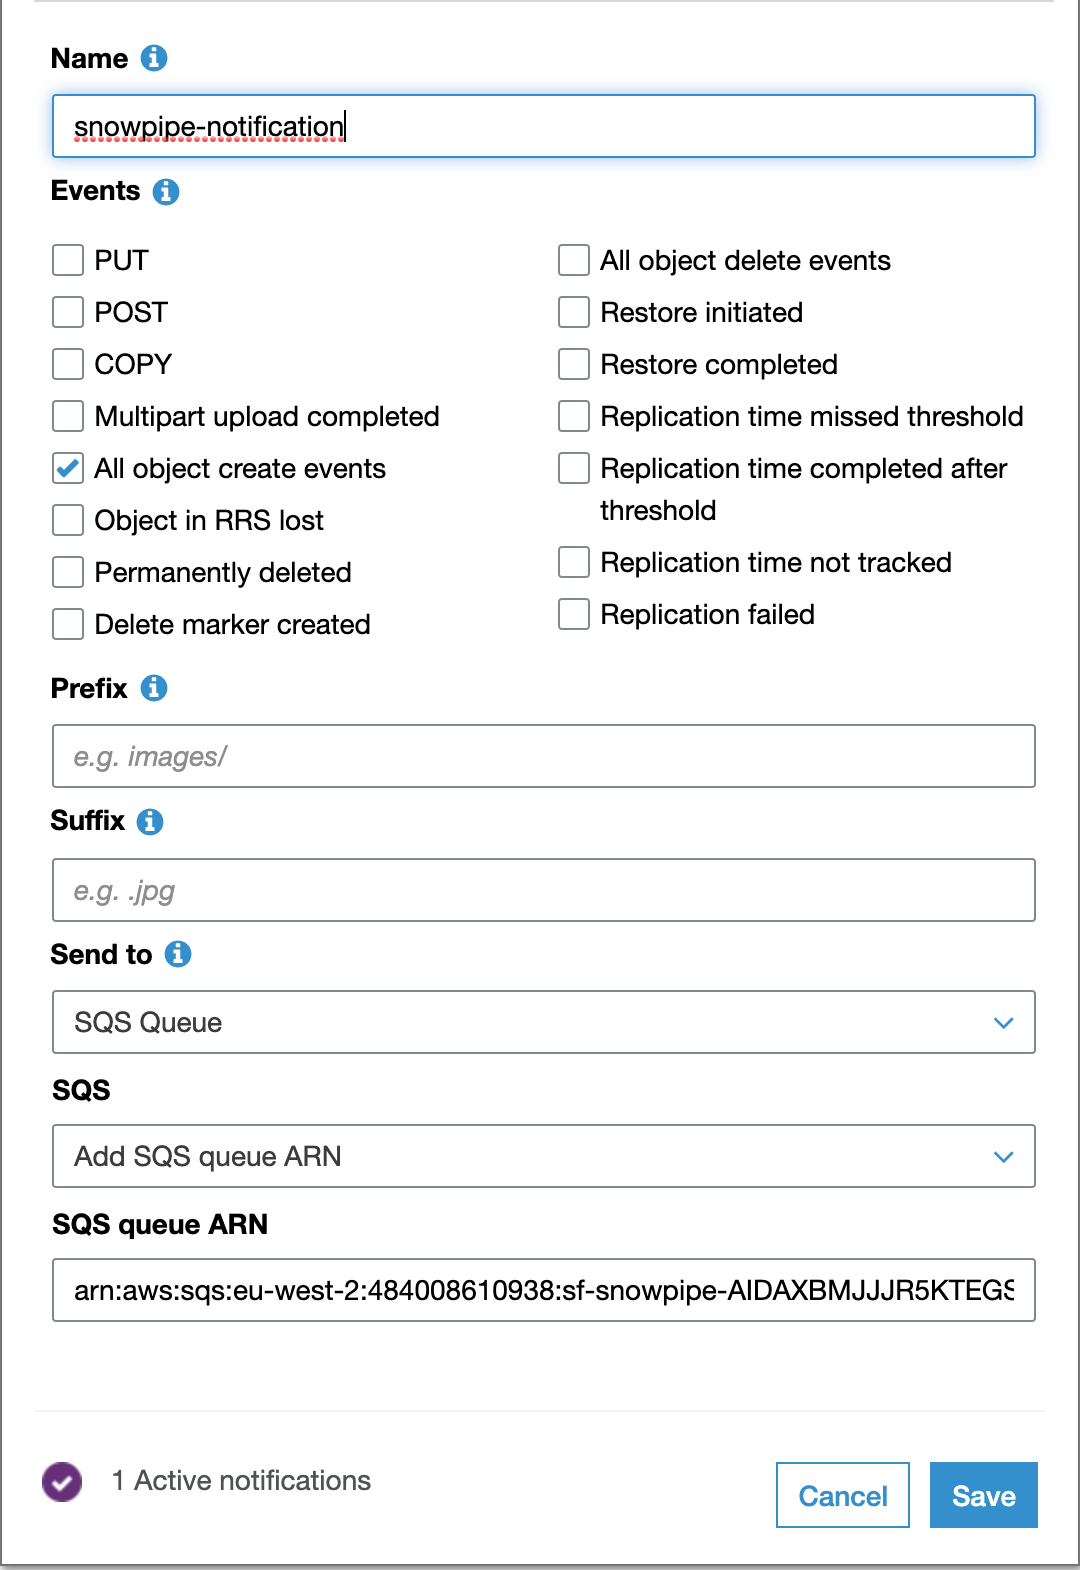 Name
snowpipe-notification
Events
PUT
POST
COPY
Multipart upload completed
All object create events
Object in RRS lost
Permanently deleted
Delete marker created
All object delete events
Restore initiated
Restore completed
Replication time missed threshold
Replication time completed after
threshold
Replication time not tracked
Replication failed
Prefix
e.g. images/
Suffix
e.g. .jpg
Send to
SQS Queue
SQS
Add SQS queue ARN
SQS queue ARN
arn:aws:sqs:eu-west-2:484008610938:sf-snowpipe-AIDAXBMJJJR5KTEGS
1 Active notifications
Cancel
Save